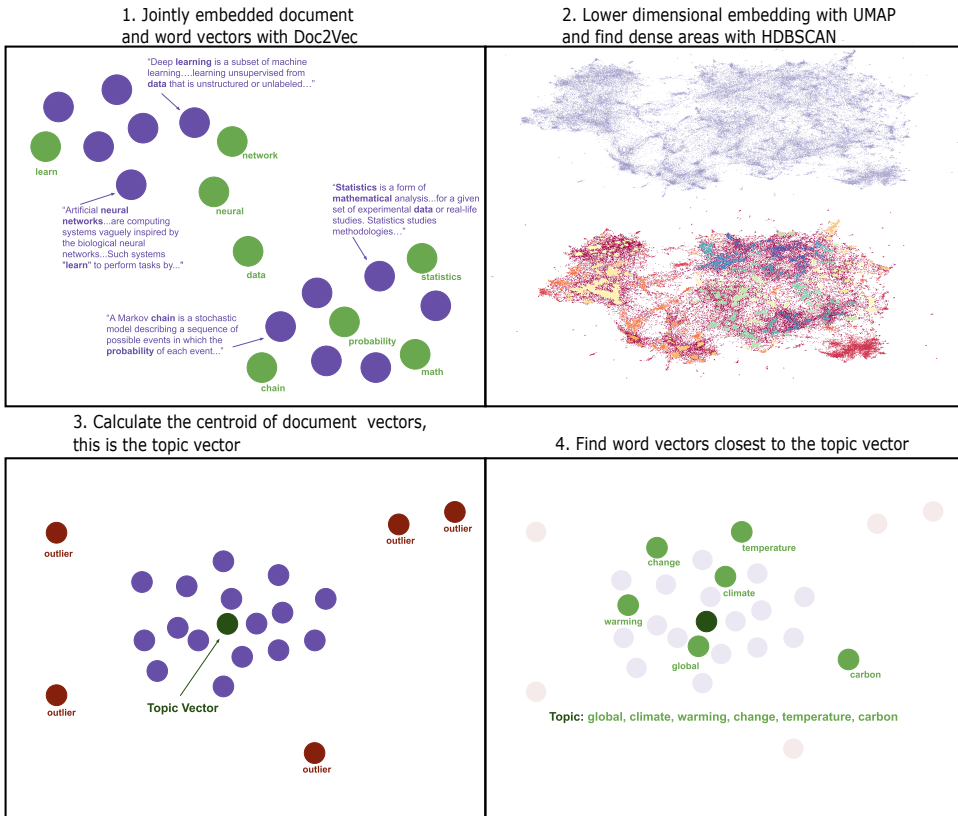 1. Jointly embedded document
and word vectors with Doc2Vec
"Deep learning is a subset of machine
learning....learning unsupervised from
data that is unstructured or unlabeled..."
network
learn
neural
"Artificial neural
networks...are computing
systems vaguely inspired by
the biological neural
networks...Such systems
"learn" to perform tasks by..."
"Statistics is a form of
mathematical analysis...for a given
set of experimental data or real-life
studies. Statistics studies
methodologies..."
data
statistics
"A Markov chain is a stochastic
model describing a sequence of
possible events in which the
probability of each event..."
probability
math
chain
2. Lower dimensional embedding with UMAP
and find dense areas with HDBSCAN
3. Calculate the centroid of document vectors,
this is the topic vector
outlier
outlier
outlier
outlier
Topic Vector
outlier
4. Find word vectors closest to the topic vector
temperature
change
climate
warming
global
carbon
Topic: global, climate, warming, change, temperature, carbon